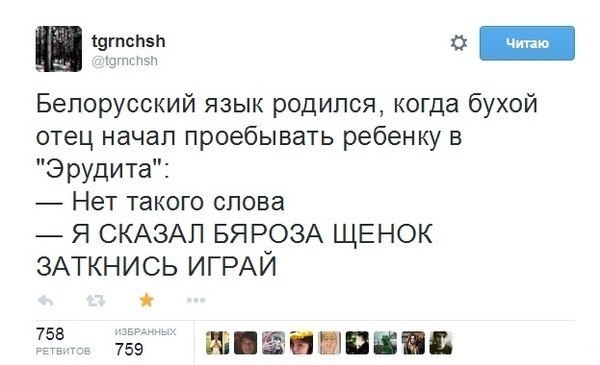 tgrnchsh
@tgrnchsh
Читаю
Белорусский язык родился, когда бухой
отец начал проебывать ребенку в
"Эрудита":
— Нет такого слова
— Я СКАЗАЛ БЯРОЗА ЩЕНОК
ЗАТКНИСЬ ИГРАЙ
758
РЕТВИТОВ
ИЗБРАННЫХ
759